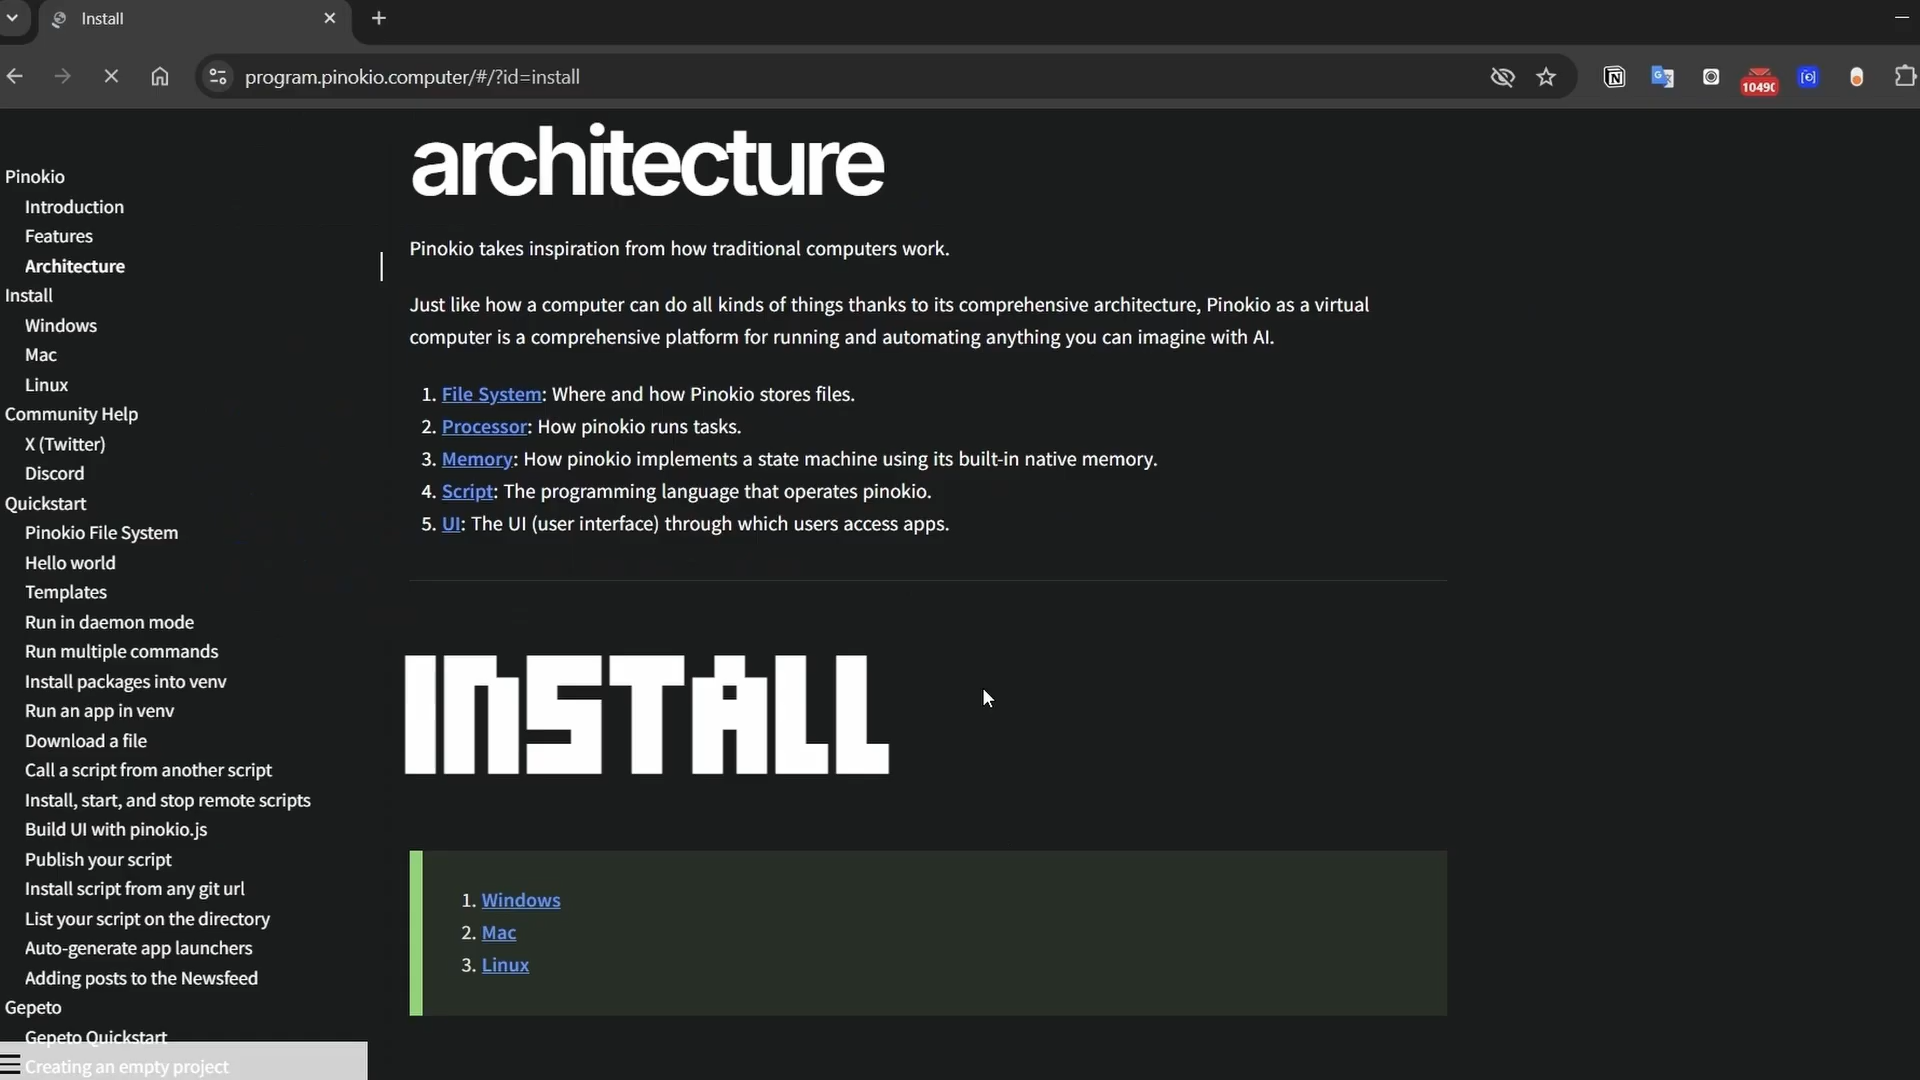 Install
program.pinokio.computer/#/?id=install
1049
Pinokio
Introduction
Features
Architecture
Install
Windows
Mac
Linux
Community Help
X (Twitter)
Discord
Quickstart
Pinokio File System
Hello world
Templates
Run in daemon mode
Run multiple commands
Install packages into venv
Run an app in venv
Download a file
Call a script from another script
Install, start, and stop remote scripts
Build UI with pinokio.js
Publish your script
Install script from any git url
List your script on the directory
Auto-generate app launchers
Adding posts to the Newsfeed
Gepeto
Gepeto Quickstart
Creating an empty project
architecture
Pinokio takes inspiration from how traditional computers work.
Just like how a computer can do all kinds of things thanks to its comprehensive architecture, Pinokio as a virtual
computer is a comprehensive platform for running and automating anything you can imagine with AI.
1. File System: Where and how Pinokio stores files.
2. Processor: How pinokio runs tasks.
3. Memory: How pinokio implements a state machine using its built-in native memory.
4. Script: The programming language that operates pinokio.
5. UI: The UI (user interface) through which users access apps.
INSTALL
1. Windows
2. Mac
3. Linux